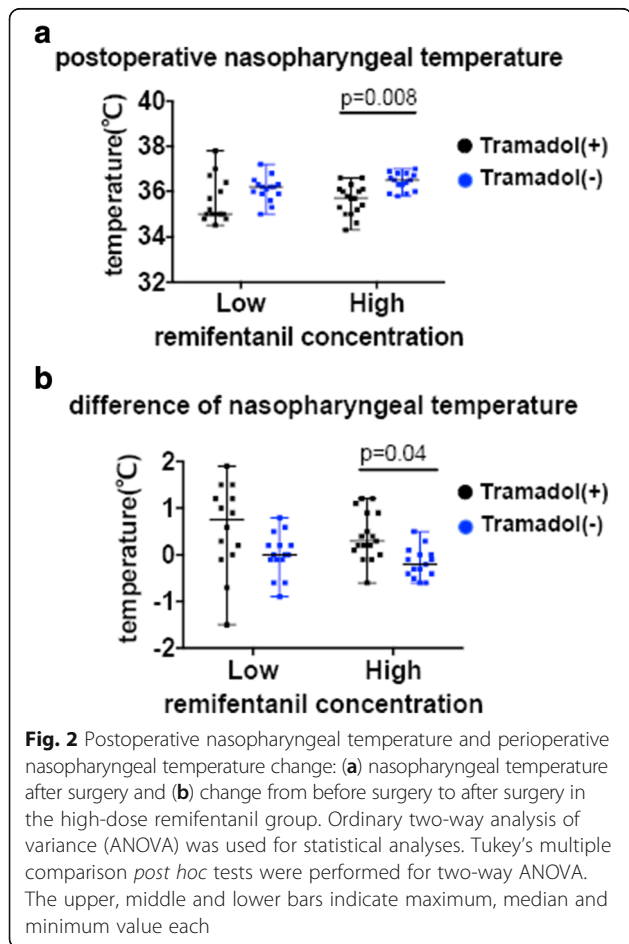 a
postoperative nasopharyngeal temperature
p=0.008
40
38
36
34
32
temperature(℃)
Tramadol(+)
Tramadol(-)
Low High
remifentanil concentration
b
difference of nasopharyngeal temperature
p=0.04
2
1
0
-1
-2
temperature(℃)
Tramadol(+)
Tramadol(-)
Low High
remifentanil concentration
Fig. 2 Postoperative nasopharyngeal temperature and perioperative
nasopharyngeal temperature change: (a) nasopharyngeal temperature
after surgery and (b) change from before surgery to after surgery in
the high-dose remifentanil group. Ordinary two-way analysis of
variance (ANOVA) was used for statistical analyses. Tukey's multiple
comparison post hoc tests were performed for two-way ANOVA.
The upper, middle and lower bars indicate maximum, median and
minimum value each